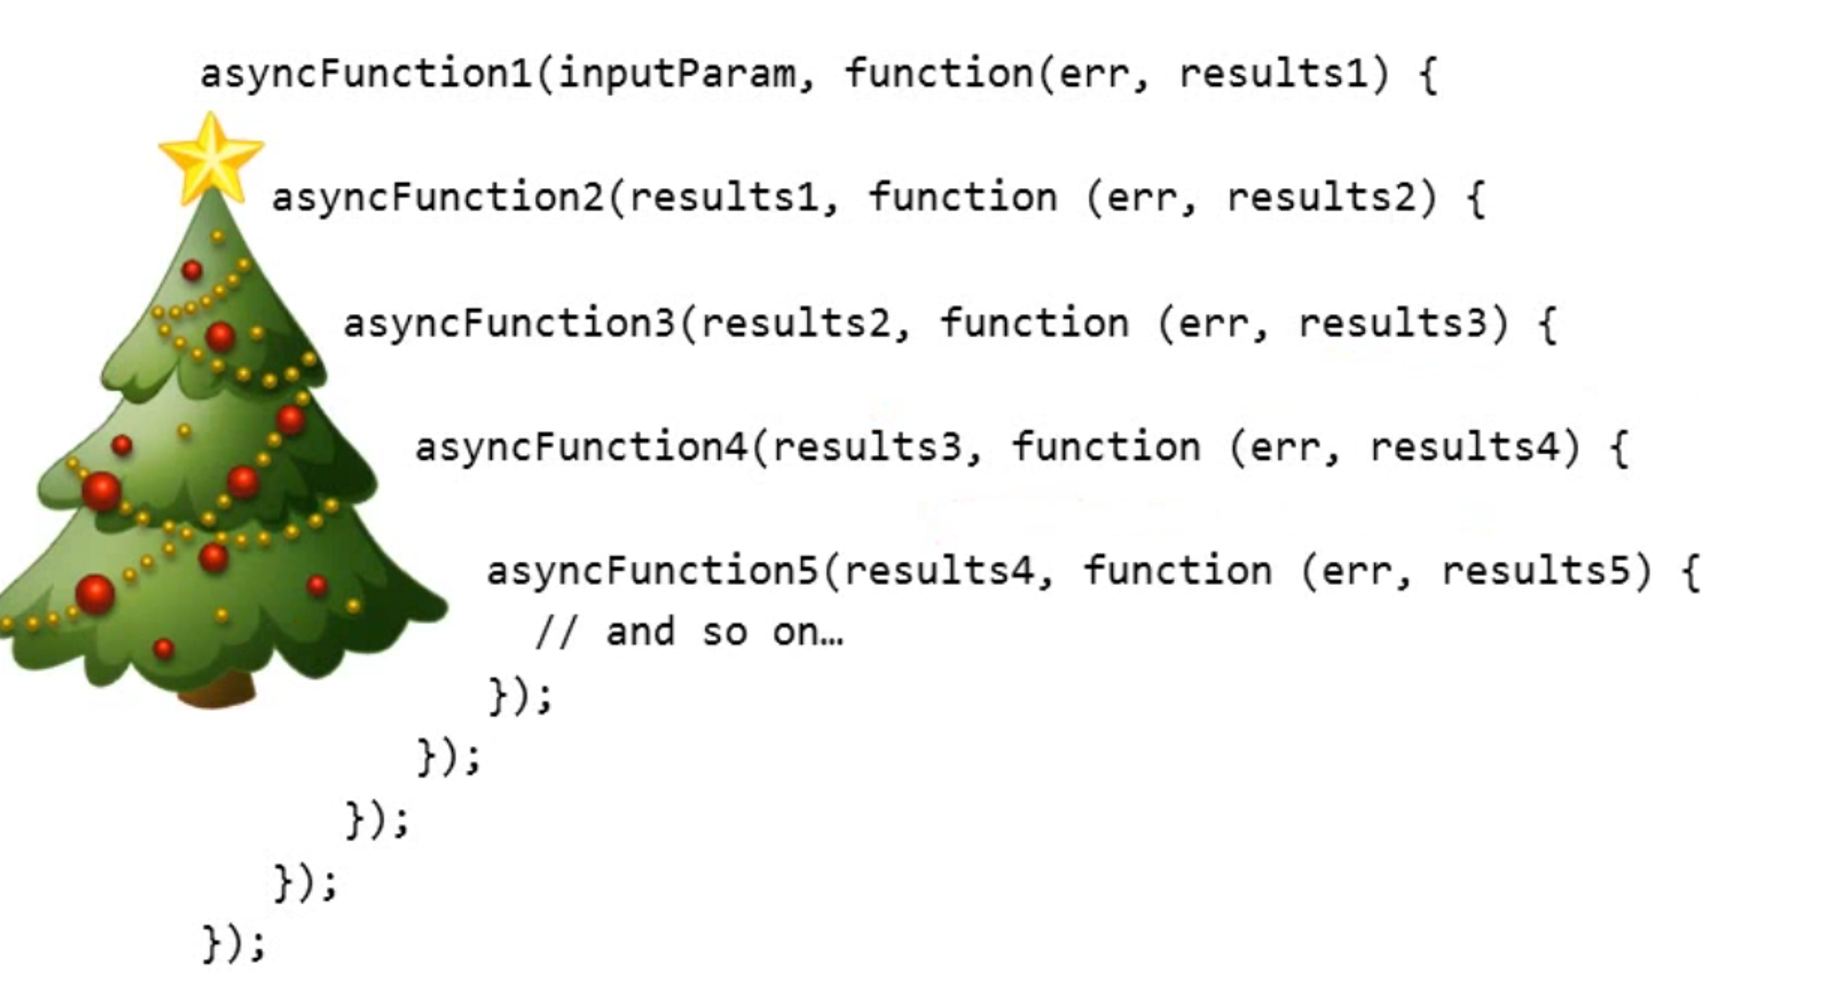 asyncFunction1(inputParam, function(err, results1) {
asyncFunction2(results1, function (err, results2) {
asyncFunction3(results2, function (err, results3) {
asyncFunction4(results3, function (err, results4) {
asyncFunction5(results4, function (err, results5) {
// and so on…
});
});
});
});
});